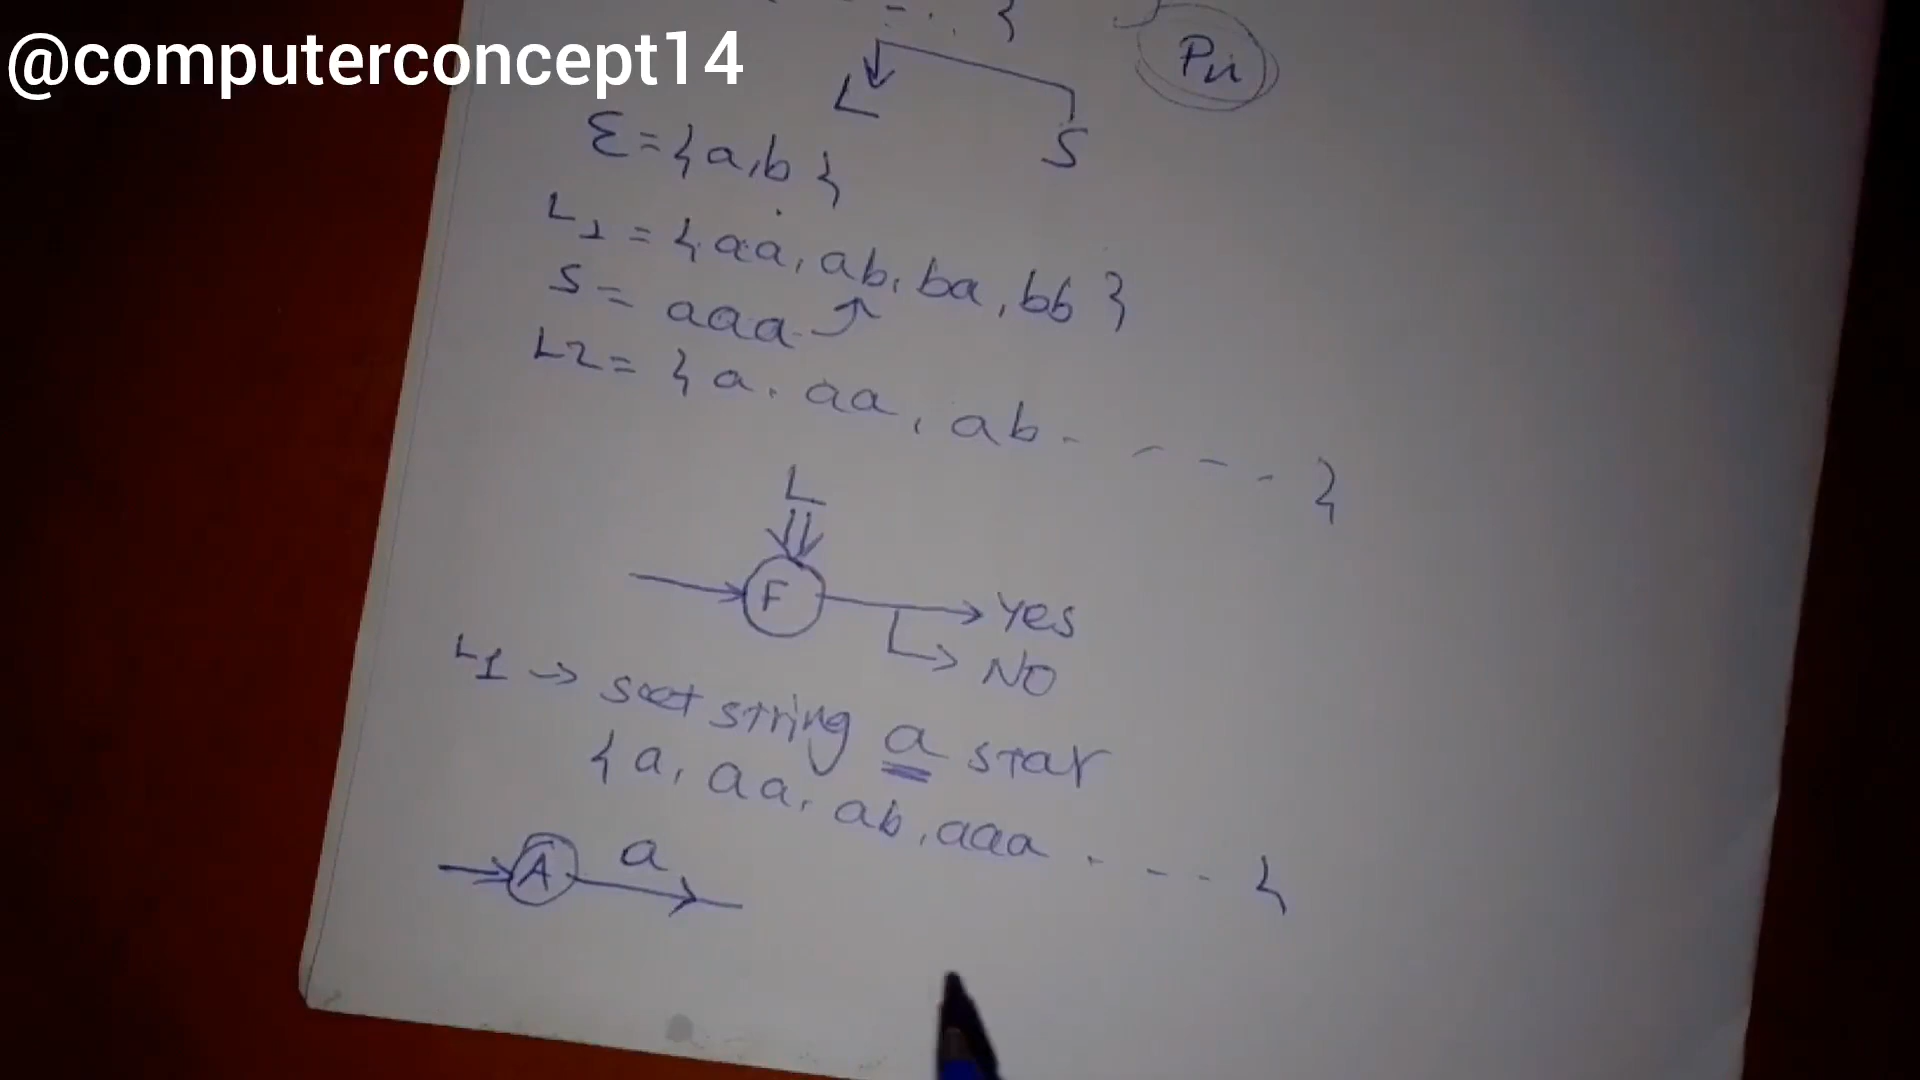 @computerconcept14
- - . }
Pu
L
S
Ɛ = { a, b }
L1 = { aa, ab, ba, bb }
S = aaa
L2 = { a. aa, ab - - - - }
L
F
Yes
NO
L1 → set string a star
{ a, aa, ab, aaa - - - - }
A a